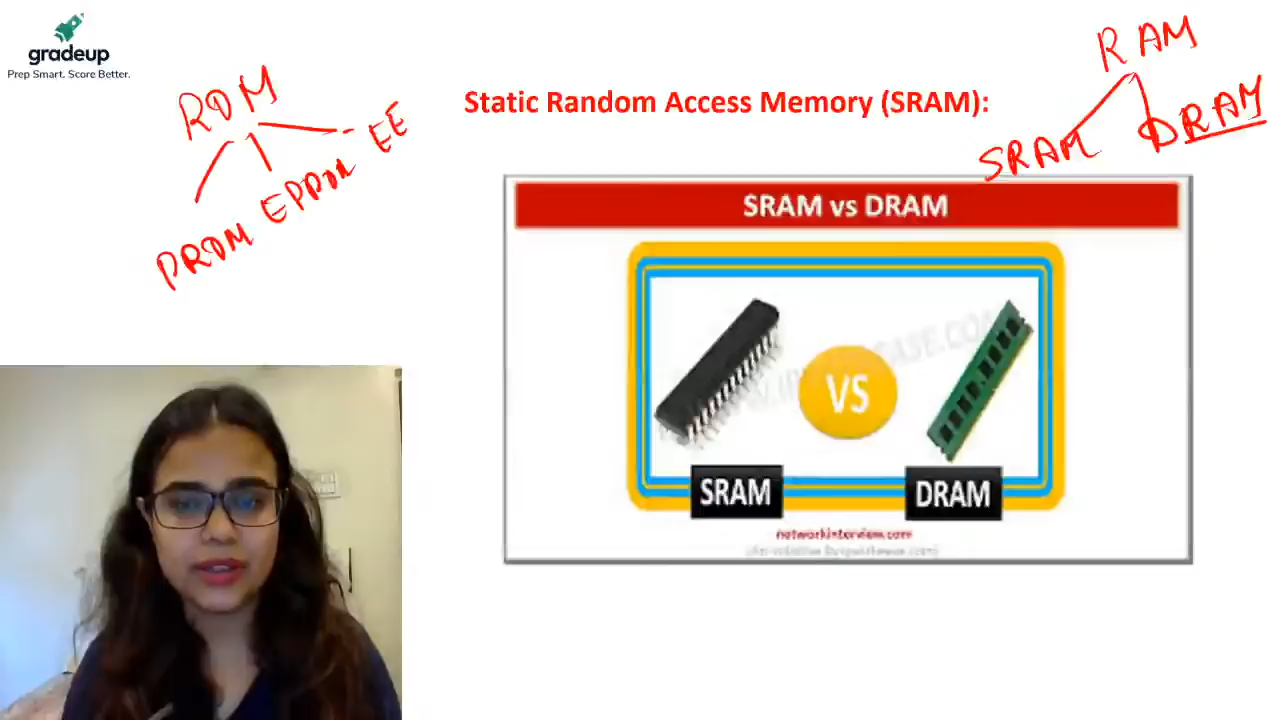 gradeup
Prep Smart. Score Better.
ROM
PROM
EPROM
EE
Static Random Access Memory (SRAM):
RAM
SRAM
DRAM
SRAM vs DRAM
VS
SRAM
DRAM
networkinterview.com